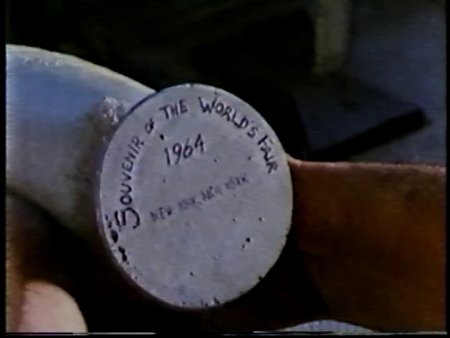 SOUVENIR OF THE WORLD'S FAIR
1964
NEW YORK, NEW YORK